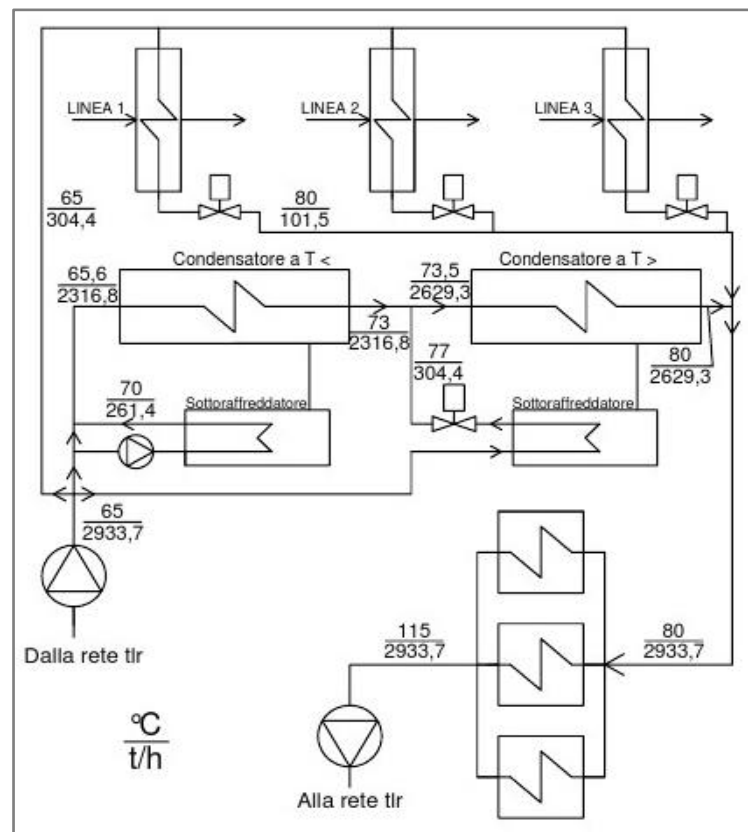 LINEA 1
LINEA 2
LINEA 3
65
304,4
80
101,5
65,6
2316,8
Condensatore a T <
73,5
2629,3
Condensatore a T >
73
2316,8
77
304,4
80
2629,3
70
261,4
Sottoraffreddatore
Sottoraffreddatore
65
2933,7
115
2933,7
80
2933,7
Dalla rete tlr
°C
t/h
Alla rete tlr